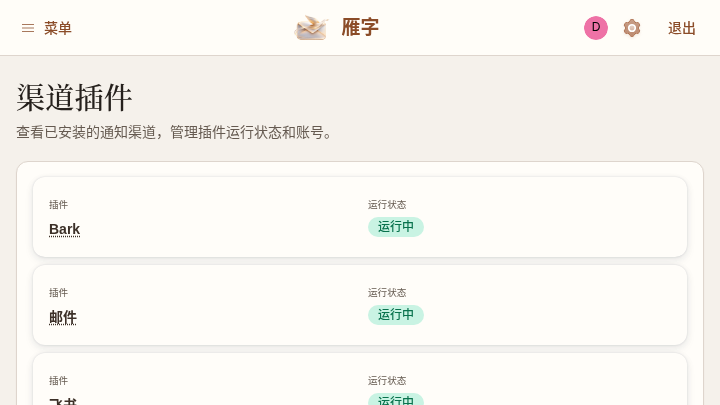 菜单
雁字
D
退出
渠道插件
查看已安装的通知渠道，管理插件运行状态和账号。
插件
运行状态
Bark
运行中
插件
运行状态
邮件
运行中
插件
运行状态
飞书
运行中